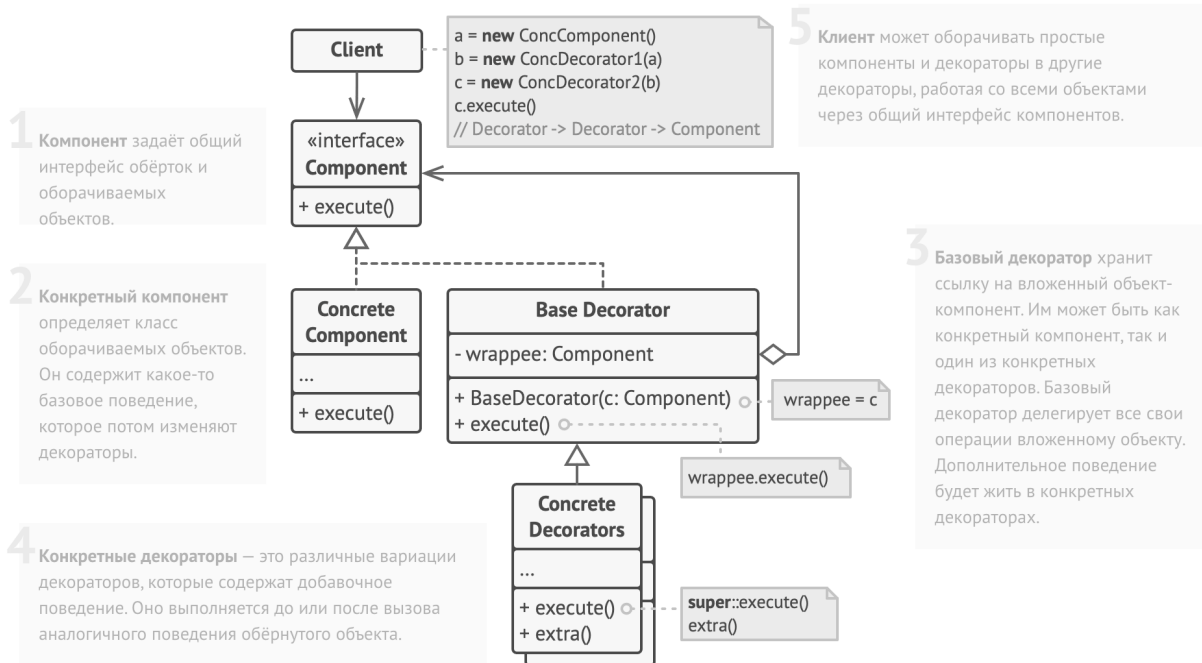 Client
a = new ConcComponent()
b = new ConcDecorator1(a)
c = new ConcDecorator2(b)
c.execute()
// Decorator -> Decorator -> Component
5
Клиент может оборачивать простые
компоненты и декораторы в другие
декораторы, работая со всеми объектами
через общий интерфейс компонентов.
1
Компонент задаёт общий
интерфейс обёрток и
оборачиваемых
объектов.
«interface»
Component
+ execute()
2
Конкретный компонент
определяет класс
оборачиваемых объектов.
Он содержит какое-то
базовое поведение,
которое потом изменяют
декораторы.
Concrete
Component
...
+ execute()
Base Decorator
- wrappee: Component
+ BaseDecorator(c: Component)
+ execute()
wrappee = c
wrappee.execute()
3
Базовый декоратор хранит
ссылку на вложенный объект-
компонент. Им может быть как
конкретный компонент, так и
один из конкретных
декораторов. Базовый
декоратор делегирует все свои
операции вложенному объекту.
Дополнительное поведение
будет жить в конкретных
декораторах.
4
Конкретные декораторы — это различные вариации
декораторов, которые содержат добавочное
поведение. Оно выполняется до или после вызова
аналогичного поведения обёрнутого объекта.
Concrete
Decorators
...
+ execute()
+ extra()
super::execute()
extra()